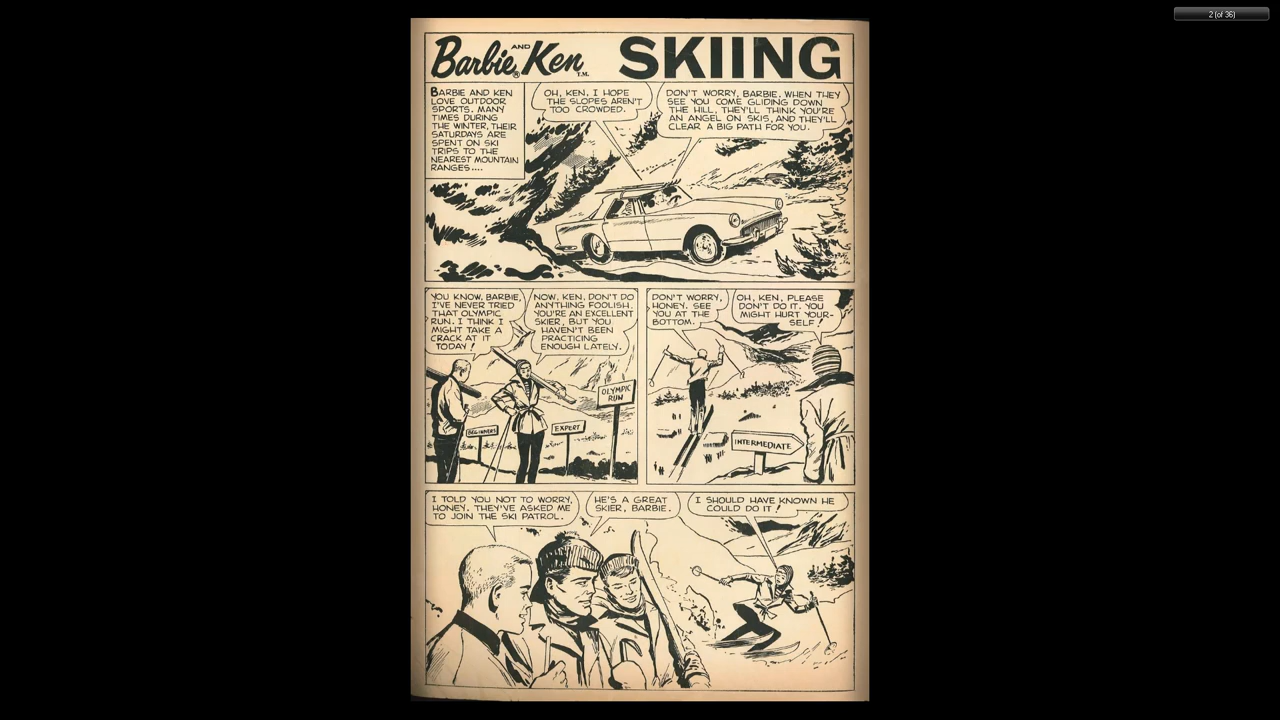 2 (of 36)
Barbie AND Ken SKIING
® T.M.
BARBIE AND KEN
LOVE OUTDOOR
SPORTS. MANY
TIMES DURING
THE WINTER, THEIR
SATURDAYS ARE
SPENT ON SKI
TRIPS TO THE
NEAREST MOUNTAIN
RANGES....
OH, KEN, I HOPE
THE SLOPES AREN'T
TOO CROWDED.
DON'T WORRY, BARBIE. WHEN THEY
SEE YOU COME GLIDING DOWN
THE HILL, THEY'LL THINK YOU'RE
AN ANGEL ON SKIS, AND THEY'LL
CLEAR A BIG PATH FOR YOU.
YOU KNOW, BARBIE,
I'VE NEVER TRIED
THAT OLYMPIC
RUN. I THINK I
MIGHT TAKE A
CRACK AT IT
TODAY!
NOW, KEN, DON'T DO
ANYTHING FOOLISH.
YOU'RE AN EXCELLENT
SKIER, BUT YOU
HAVEN'T BEEN
PRACTICING
ENOUGH LATELY.
BEGINNERS
EXPERT
OLYMPIC
RUN
DON'T WORRY,
HONEY. SEE
YOU AT THE
BOTTOM.
OH, KEN, PLEASE
DON'T DO IT. YOU
MIGHT HURT YOUR-
SELF!
INTERMEDIATE
I TOLD YOU NOT TO WORRY,
HONEY. THEY'VE ASKED ME
TO JOIN THE SKI PATROL.
HE'S A GREAT
SKIER, BARBIE.
I SHOULD HAVE KNOWN HE
COULD DO IT!